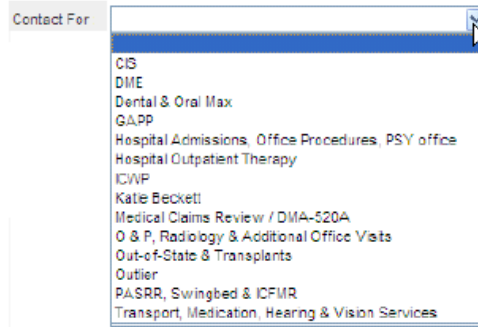 Contact For
CIS
DME
Dental & Oral Max
GAPP
Hospital Admissions, Office Procedures, PSY office
Hospital Outpatient Therapy
ICWP
Katie Beckett
Medical Claims Review / DMA-520A
O & P, Radiology & Additional Office Visits
Out-of-State & Transplants
Outlier
PASRR, Swingbed & ICFMR
Transport, Medication, Hearing & Vision Services